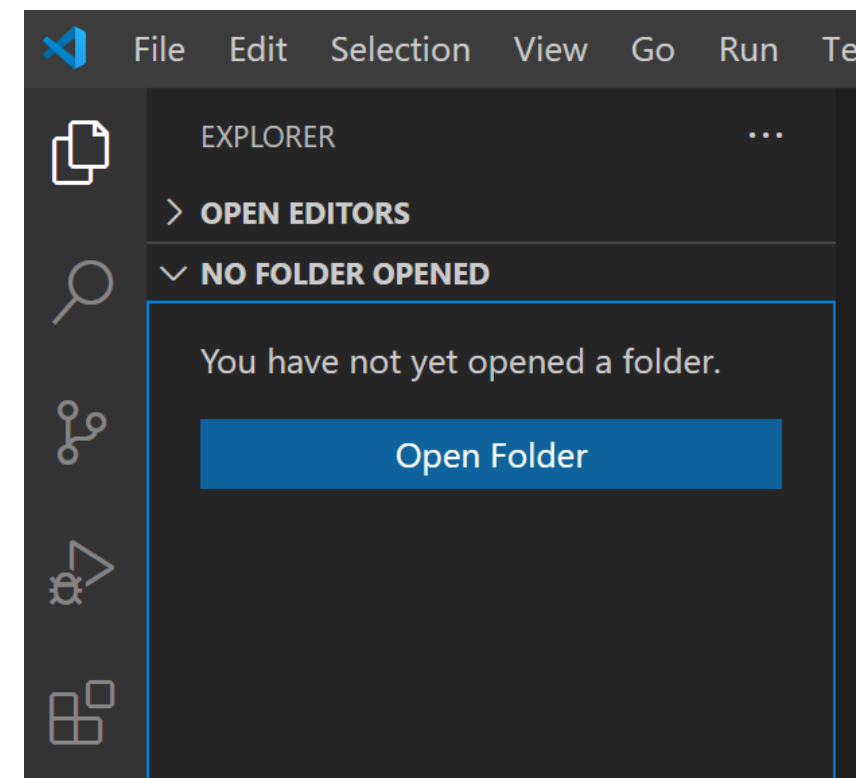 File Edit Selection View Go Run Te
EXPLORER ...
OPEN EDITORS
NO FOLDER OPENED
You have not yet opened a folder.
Open Folder